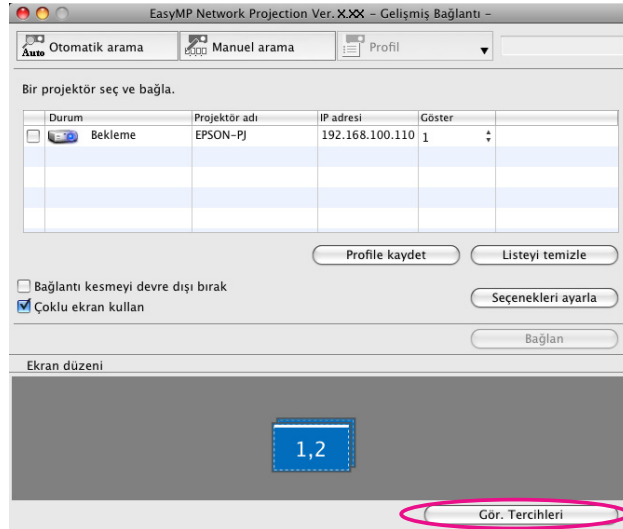 EasyMP Network Projection Ver. X.XX – Gelişmiş Bağlantı –
Auto Otomatik arama Manuel arama Profil
Bir projektör seç ve bağla.
Durum Projektör adı IP adresi Göster
Bekleme EPSON-PJ 192.168.100.110 1
Profile kaydet Listeyi temizle
Bağlantı kesmeyi devre dışı bırak
Çoklu ekran kullan Seçenekleri ayarla
Bağlan
Ekran düzeni
1,2
Gör. Tercihleri